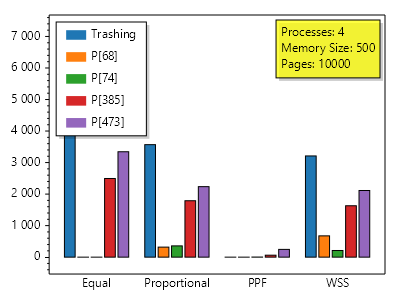 7 000
6 000
5 000
4 000
3 000
2 000
1 000
0
Trashing
P[68]
P[74]
P[385]
P[473]
Processes: 4
Memory Size: 500
Pages: 10000
Equal
Proportional
PPF
WSS